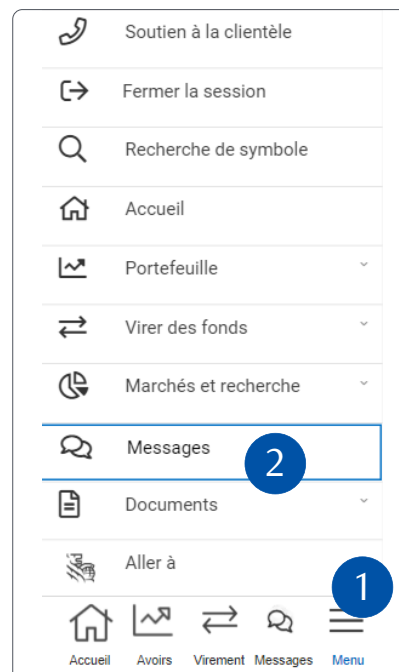 Soutien à la clientèle
Fermer la session
Recherche de symbole
Accueil
Portefeuille
Virer des fonds
Marchés et recherche
Messages
2
Documents
Aller à
1
Accueil Avoirs Virement Messages Menu